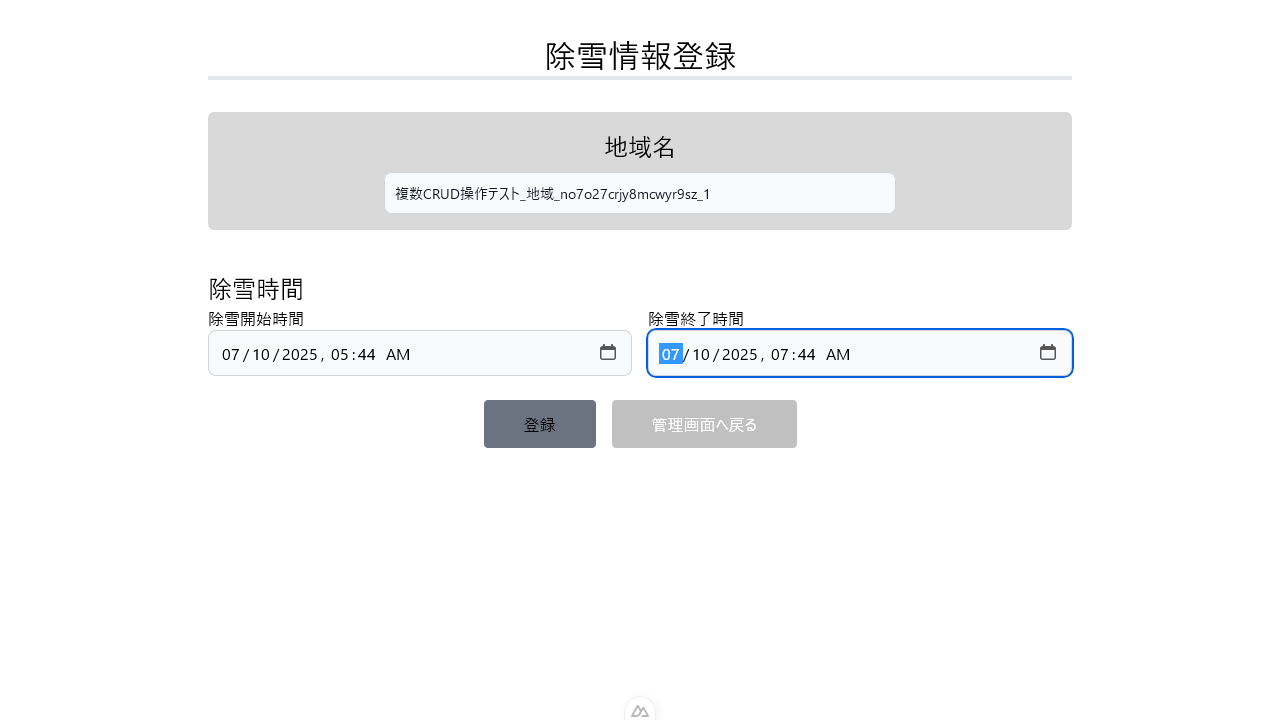 除雪情報登録
地域名
複数CRUD操作テスト_地域_no7o27crjy8mcwyr9sz_1
除雪時間
除雪開始時間
除雪終了時間
07/10/2025, 05:44 AM
07/10/2025, 07:44 AM
登録
管理画面へ戻る